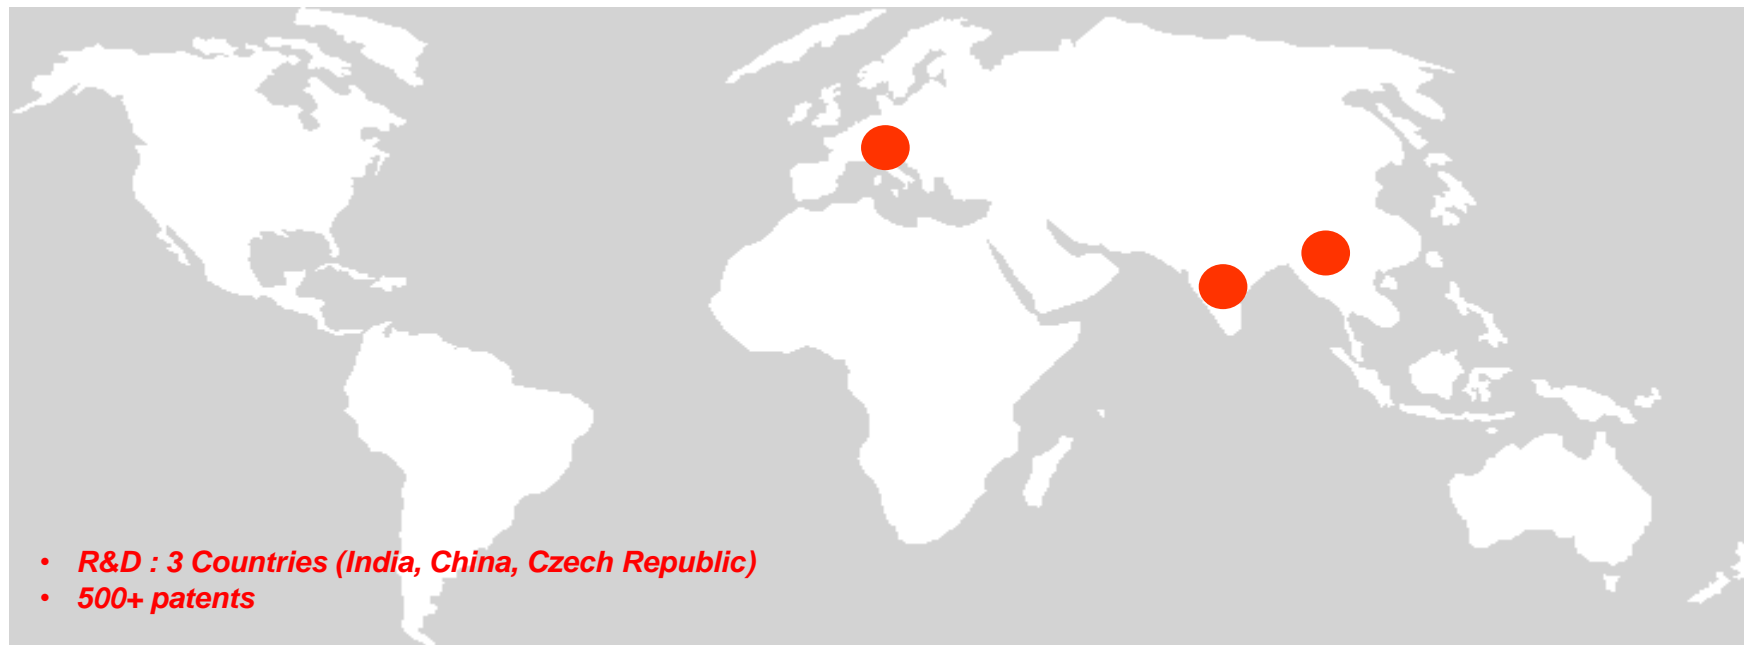 • R&D : 3 Countries (India, China, Czech Republic)
• 500+ patents